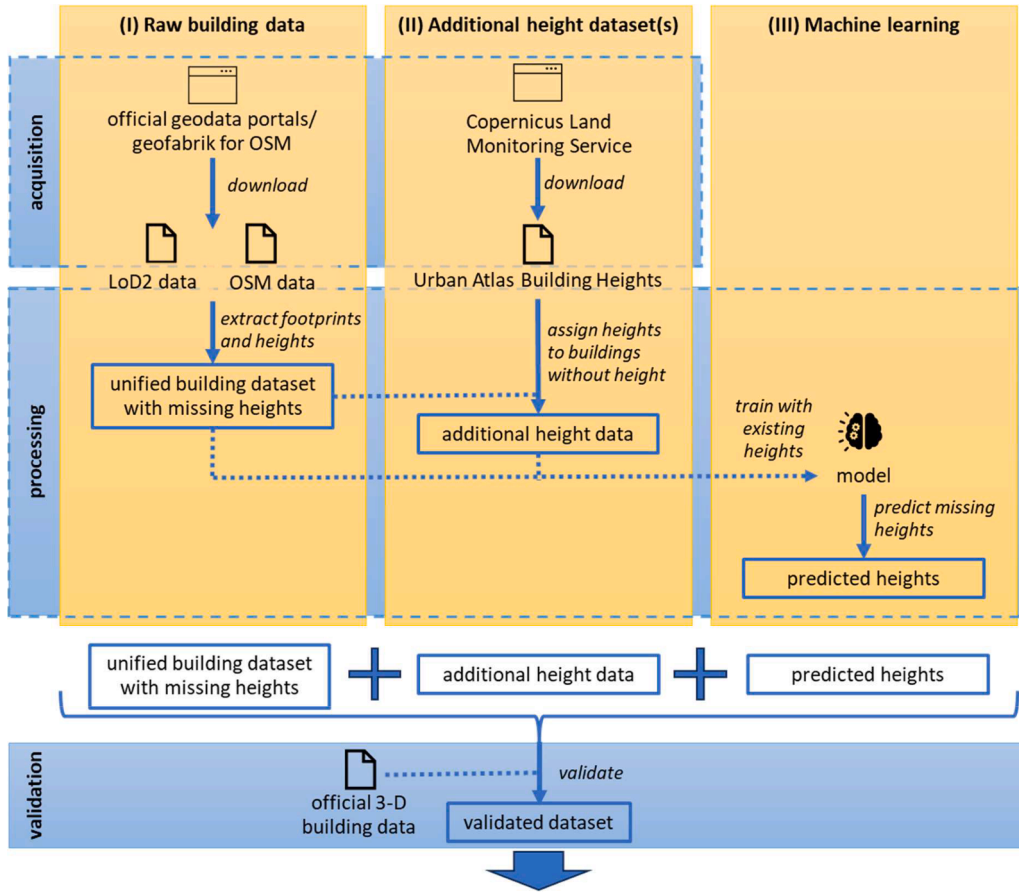 (I) Raw building data
(II) Additional height dataset(s)
(III) Machine learning
acquisition
official geodata portals/
geofabrik for OSM
download
LoD2 data
OSM data
Copernicus Land
Monitoring Service
download
Urban Atlas Building Heights
processing
extract footprints
and heights
unified building dataset
with missing heights
assign heights
to buildings
without height
additional height data
train with
existing
heights
model
predict missing
heights
predicted heights
unified building dataset
with missing heights
additional height data
predicted heights
validation
official 3-D
building data
validate
validated dataset